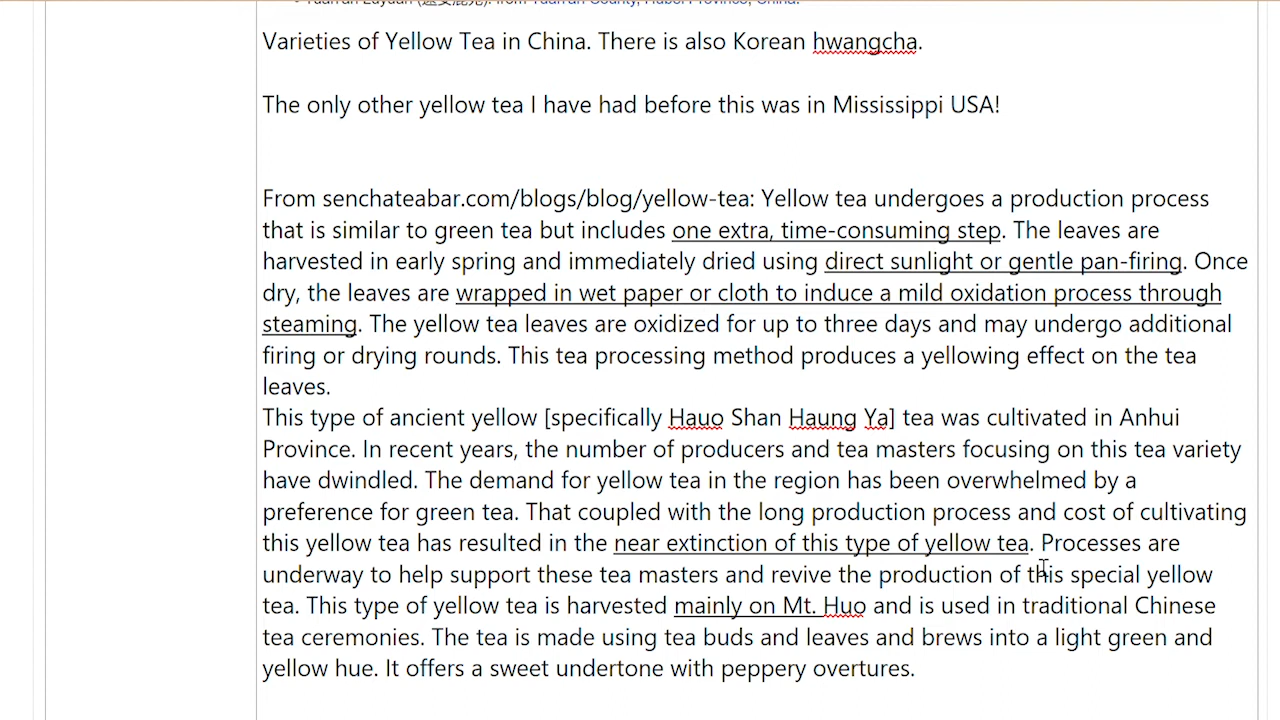 Varieties of Yellow Tea in China. There is also Korean hwangcha.
The only other yellow tea I have had before this was in Mississippi USA!
From senchateabar.com/blogs/blog/yellow-tea: Yellow tea undergoes a production process
that is similar to green tea but includes one extra, time-consuming step. The leaves are
harvested in early spring and immediately dried using direct sunlight or gentle pan-firing. Once
dry, the leaves are wrapped in wet paper or cloth to induce a mild oxidation process through
steaming. The yellow tea leaves are oxidized for up to three days and may undergo additional
firing or drying rounds. This tea processing method produces a yellowing effect on the tea
leaves.
This type of ancient yellow [specifically Hauo Shan Haung Ya] tea was cultivated in Anhui
Province. In recent years, the number of producers and tea masters focusing on this tea variety
have dwindled. The demand for yellow tea in the region has been overwhelmed by a
preference for green tea. That coupled with the long production process and cost of cultivating
this yellow tea has resulted in the near extinction of this type of yellow tea. Processes are
underway to help support these tea masters and revive the production of this special yellow
tea. This type of yellow tea is harvested mainly on Mt. Huo and is used in traditional Chinese
tea ceremonies. The tea is made using tea buds and leaves and brews into a light green and
yellow hue. It offers a sweet undertone with peppery overtures.